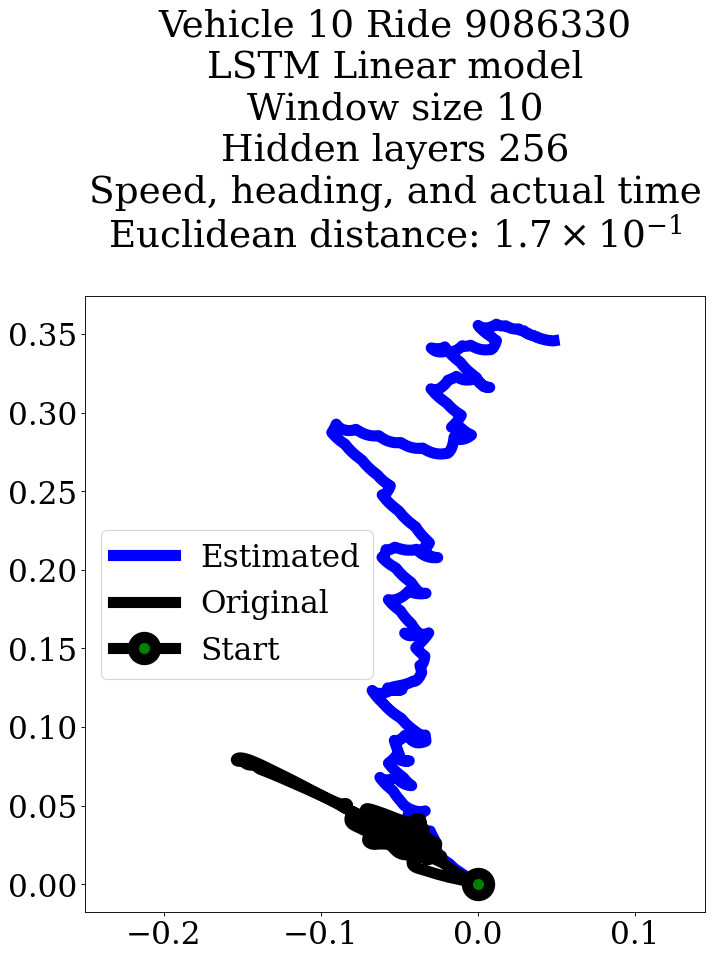 Vehicle 10 Ride 9086330
LSTM Linear model
Window size 10
Hidden layers 256
Speed, heading, and actual time
Euclidean distance: 1.7 × 10⁻¹
0.35
0.30
0.25
0.20
0.15
0.10
0.05
0.00
Estimated
Original
Start
−0.2
−0.1
0.0
0.1